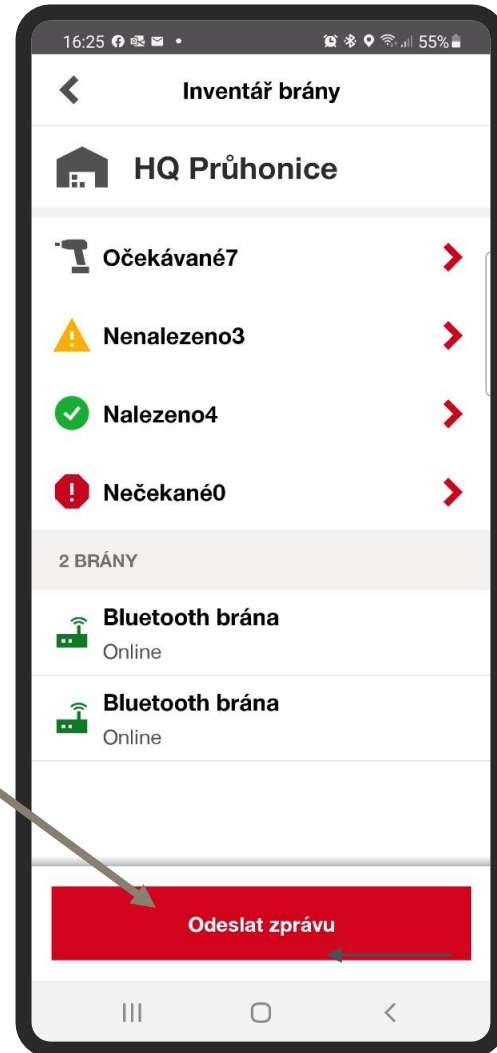 16:25
55%
Inventář brány
HQ Průhonice
Očekávané7
Nenalezeno3
Nalezeno4
Nečekané0
2 BRÁNY
Bluetooth brána
Online
Bluetooth brána
Online
Odeslat zprávu